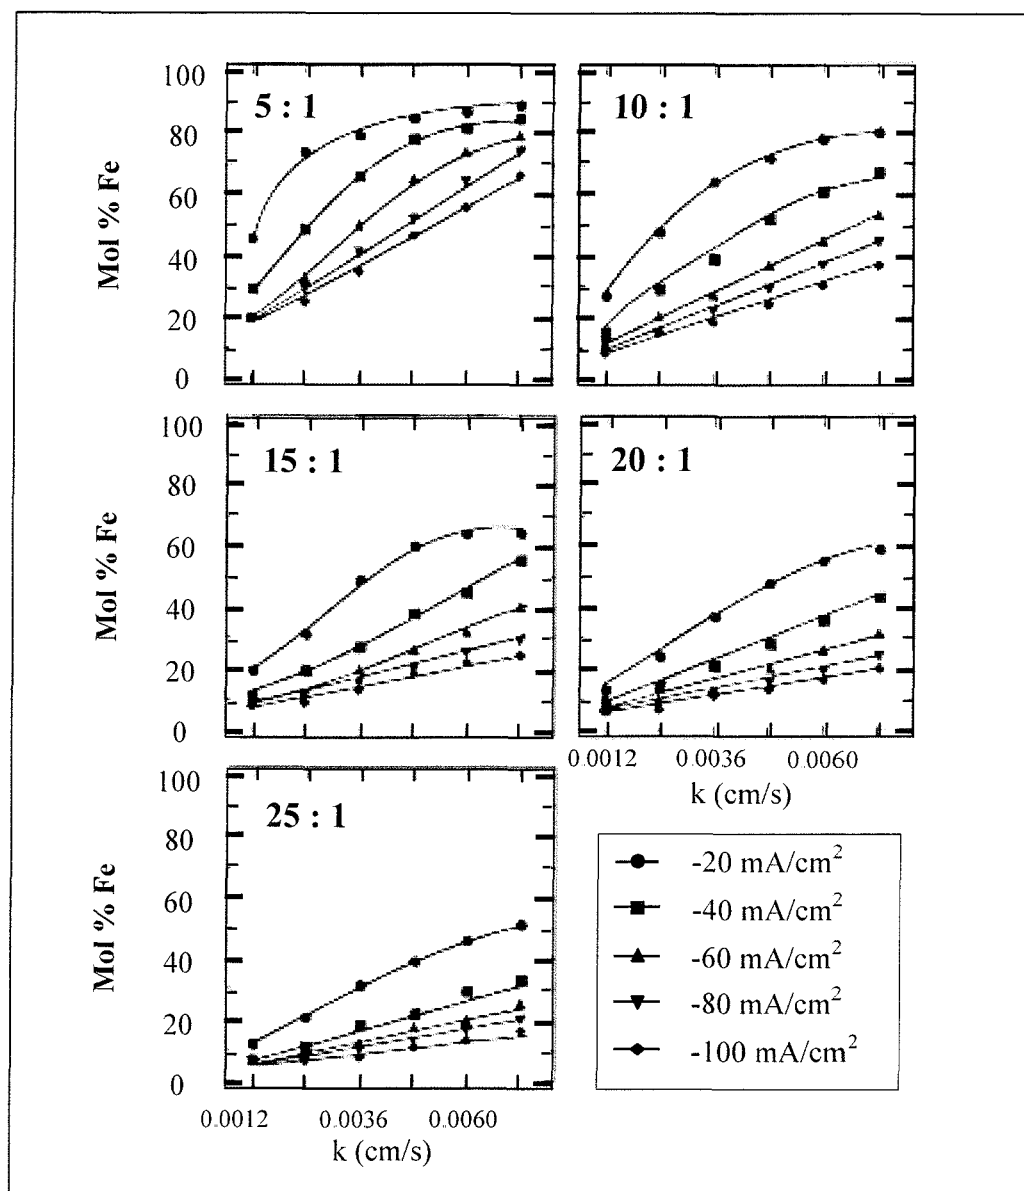 Mol % Fe
100
80
60
40
20
0
5 : 1
10 : 1
Mol % Fe
100
80
60
40
20
0
15 : 1
20 : 1
0.0012 0.0036 0.0060
k (cm/s)
Mol % Fe
100
80
60
40
20
0
25 : 1
0.0012 0.0036 0.0060
k (cm/s)
-20 mA/cm²
-40 mA/cm²
-60 mA/cm²
-80 mA/cm²
-100 mA/cm²